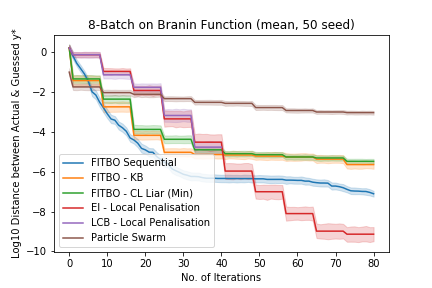 8-Batch on Branin Function (mean, 50 seed)
Log10 Distance between Actual & Guessed y*
0
−2
−4
−6
−8
−10
FITBO Sequential
FITBO - KB
FITBO - CL Liar (Min)
EI - Local Penalisation
LCB - Local Penalisation
Particle Swarm
0 10 20 30 40 50 60 70 80
No. of Iterations